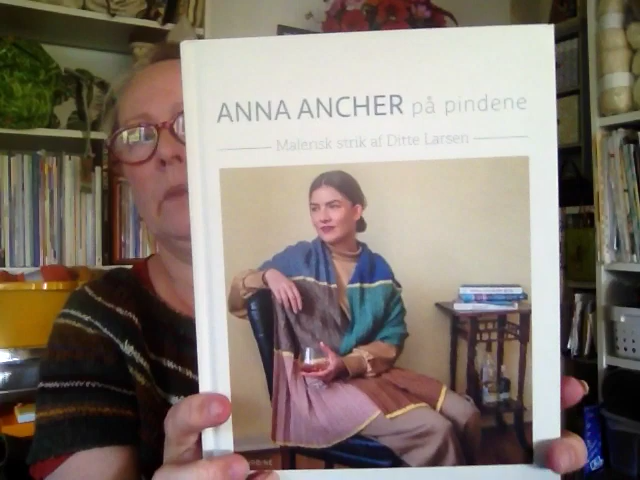 ANNA ANCHER på pindene
Malerisk strik af Ditte Larsen